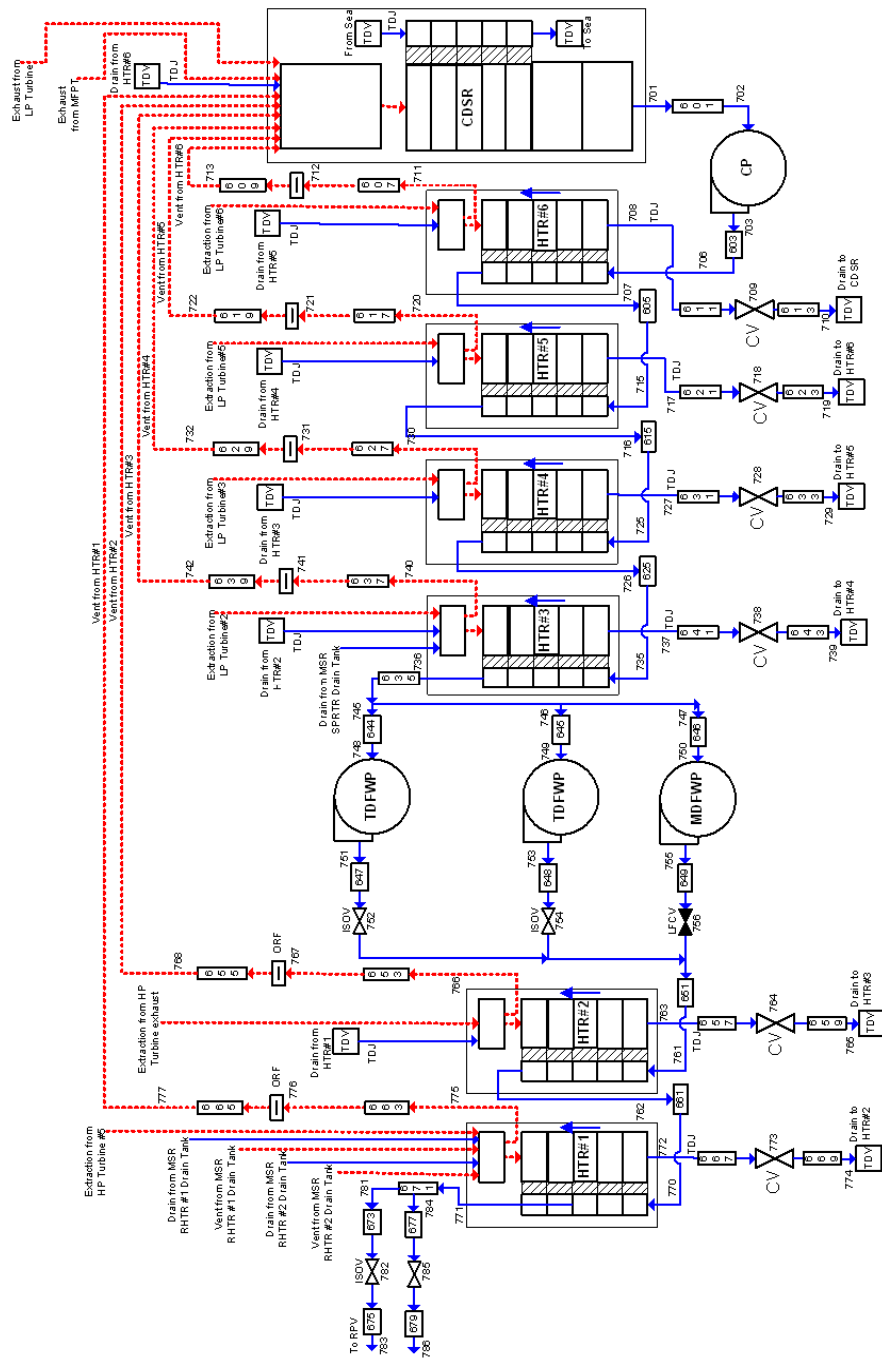 Exhaust from
LP Turbine
Exhaust
from MFPT
Drain from
HTR#6
TDV
TDJ
From Sea
TDV
TDJ
TDV
To Sea
CDSR
701
601
702
CP
703
603
706
Vent from HTR#6
713
609
712
607
711
Extraction from
LP Turbine#6
Drain from
HTR#5
TDV
TDJ
HTR#6
708
TDJ
707
605
611
709
CV
613
710
TDV
Drain to
CDSR
Vent from HTR#5
722
619
721
617
720
Extraction from
LP Turbine#5
Drain from
HTR#4
TDV
TDJ
HTR#5
715
717
TDJ
716
615
621
718
CV
623
719
TDV
Drain to
HTR#6
Vent from HTR#4
732
629
731
627
730
Extraction from
LP Turbine#3
Drain from
HTR#3
TDV
TDJ
HTR#4
725
727
TDJ
726
625
631
728
CV
633
729
TDV
Drain to
HTR#5
Vent from HTR#3
742
639
741
637
740
Extraction from
LP Turbine#2
Drain from
HTR#2
TDV
TDJ
Drain from MSR
SPRTR Drain Tank
HTR#3
735
736
635
737
TDJ
641
738
CV
643
739
TDV
Drain to
HTR#4
745
644
748
TDFWP
751
647
ISOV
752
746
645
749
TDFWP
753
648
ISOV
754
747
646
750
MDFWP
755
649
LFCV
756
651
Vent from HTR#1
Vent from HTR#2
768
655
767
ORF
653
766
Extraction from HP
Turbine exhaust
Drain from
HTR#1
TDV
TDJ
HTR#2
761
763
TDJ
762
661
657
764
CV
659
765
TDV
Drain to
HTR#3
777
665
776
ORF
663
775
Extraction from
HP Turbine #5
Drain from MSR
RHTR #1 Drain Tank
Vent from MSR
RHTR #1 Drain Tank
Drain from MSR
RHTR #2 Drain Tank
Vent from MSR
RHTR #2 Drain Tank
HTR#1
770
771
772
TDJ
667
773
CV
669
774
TDV
Drain to
HTR#2
671
781
673
ISOV
782
675
783
To RPV
784
677
785
679
786